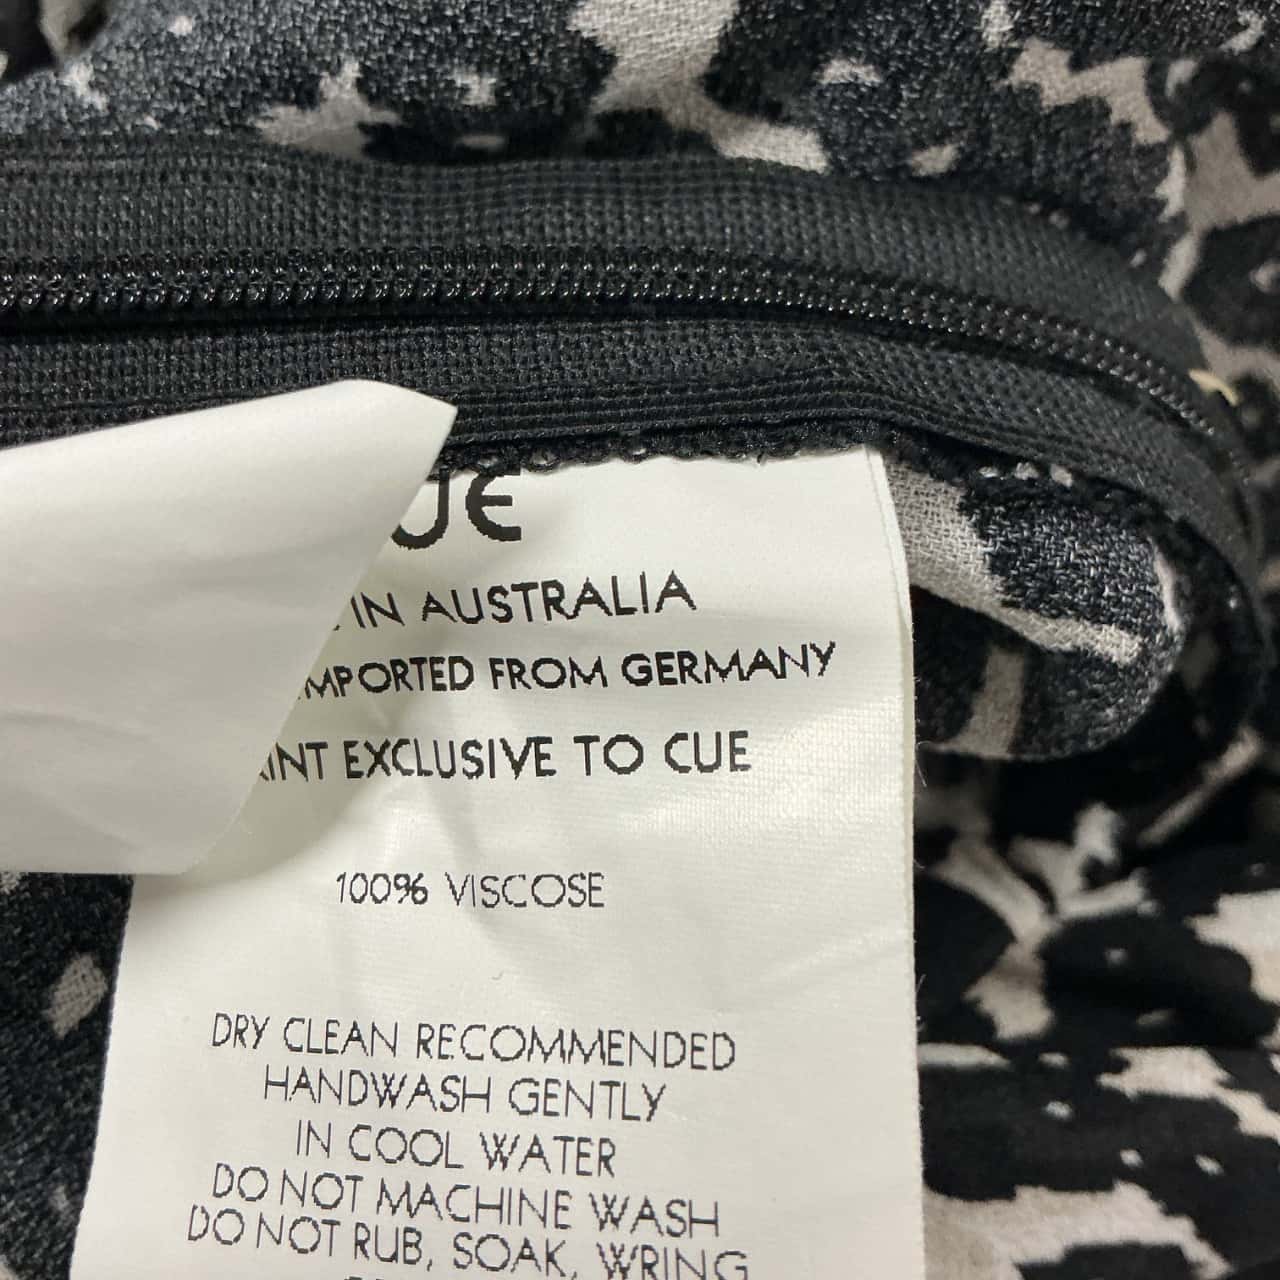 UE
IN AUSTRALIA
MPORTED FROM GERMANY
INT EXCLUSIVE TO CUE
100% VISCOSE
DRY CLEAN RECOMMENDED
HANDWASH GENTLY
IN COOL WATER
DO NOT MACHINE WASH
DO NOT RUB, SOAK, WRING